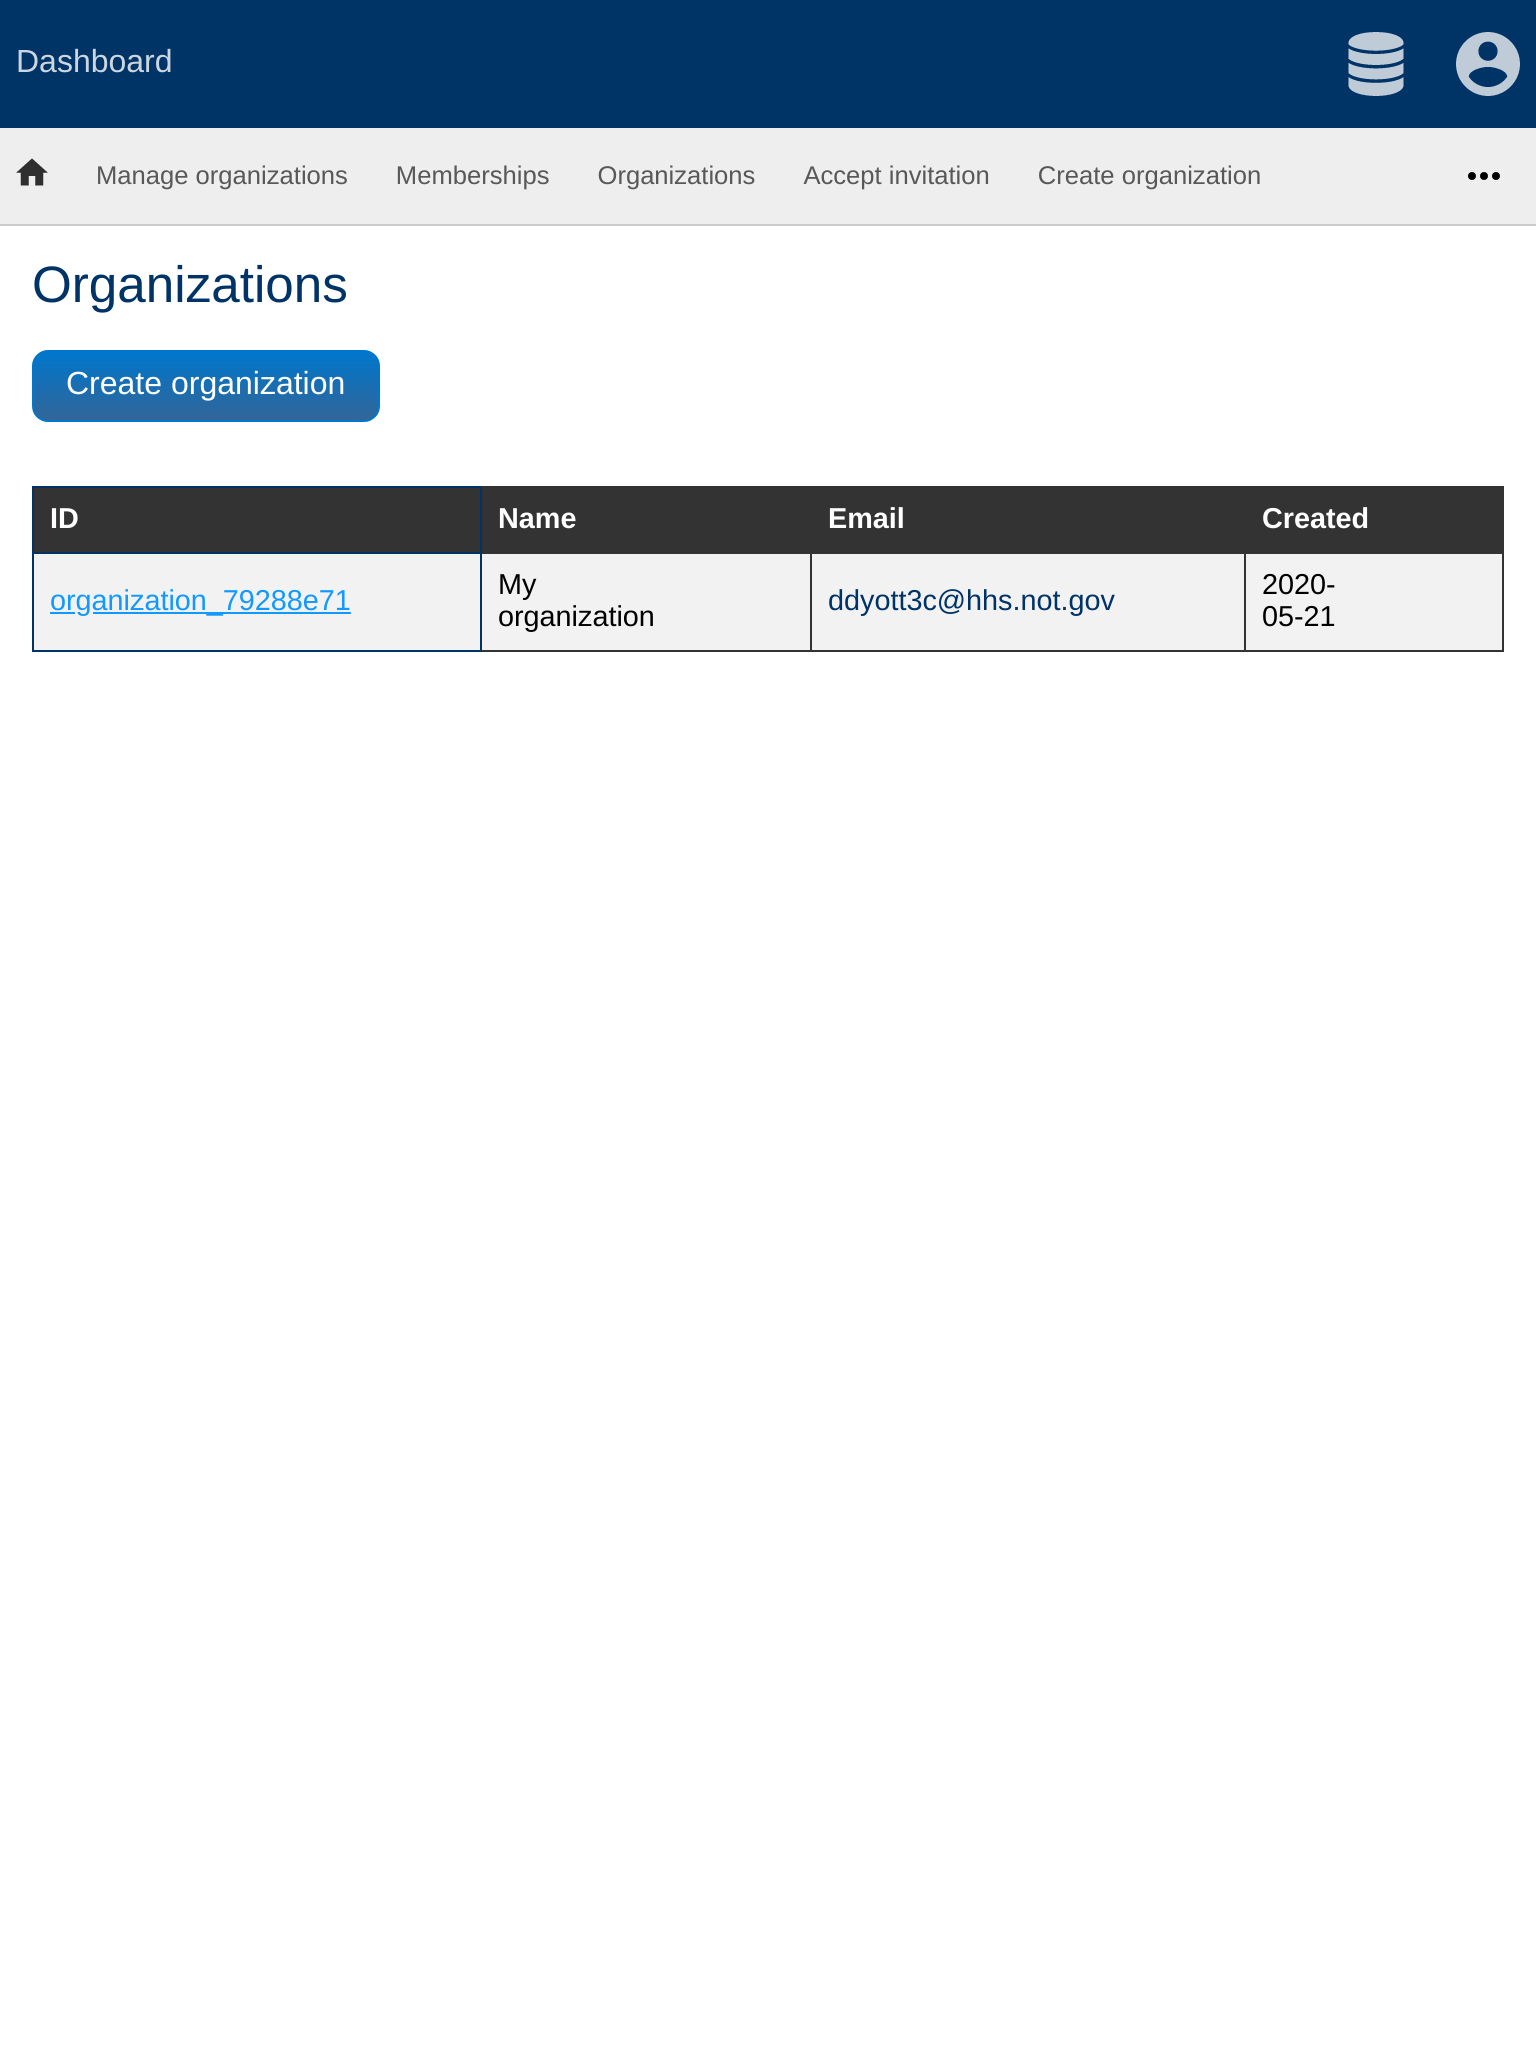 Dashboard
Manage organizations Memberships Organizations Accept invitation Create organization
Organizations
Create organization
ID Name Email Created
organization_79288e71 My organization ddyott3c@hhs.not.gov 2020-05-21